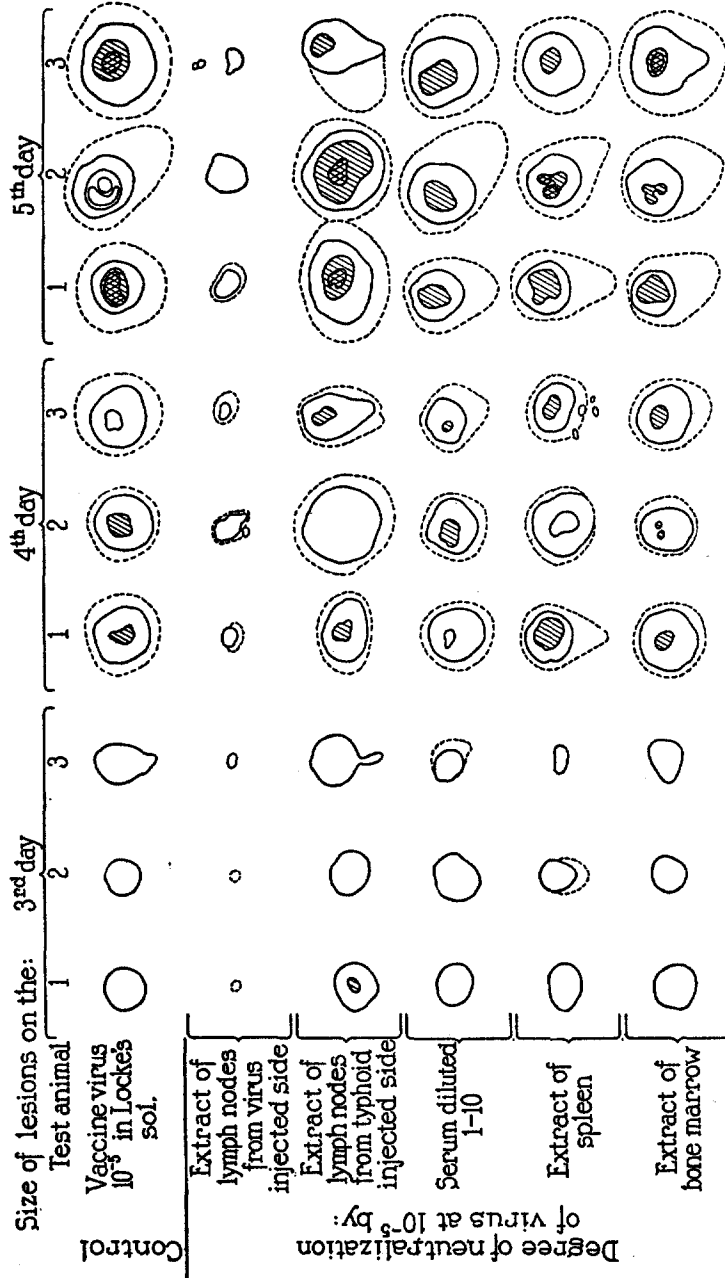 Size of lesions on the:
3rd day
4th day
5th day
Test animal
1
2
3
1
2
3
1
2
3
Control
Vaccine virus
10-5 in Locke's
sol.
Degree of neutralization
of virus at 10-5 by:
Extract of
lymph nodes
from virus
injected side
Extract of
lymph nodes
from typhoid
injected side
Serum diluted
1-10
Extract of
spleen
Extract of
bone marrow